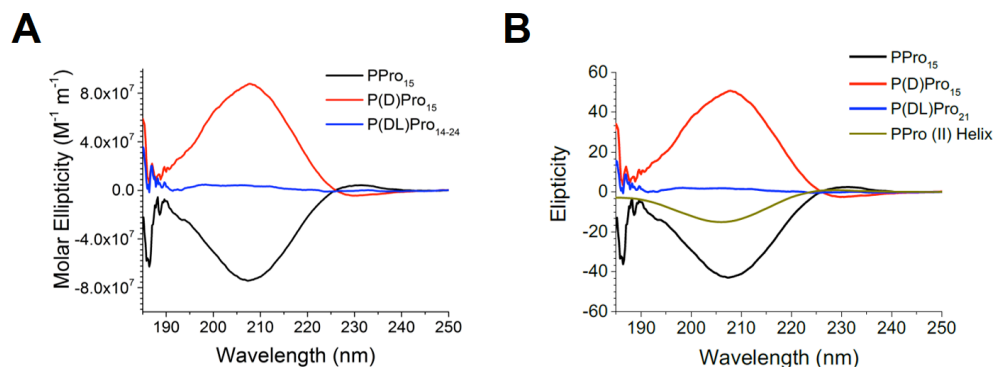 A
Molar Elipticity (M⁻¹ m⁻¹)
8.0x10⁷
4.0x10⁷
0.0
-4.0x10⁷
-8.0x10⁷
PPro₁₅
P(D)Pro₁₅
P(DL)Pro₁₄₋₂₄
190 200 210 220 230 240 250
Wavelength (nm)
B
Elipticity
60
40
20
0
-20
-40
-60
PPro₁₅
P(D)Pro₁₅
P(DL)Pro₂₁
PPro (II) Helix
190 200 210 220 230 240 250
Wavelength (nm)